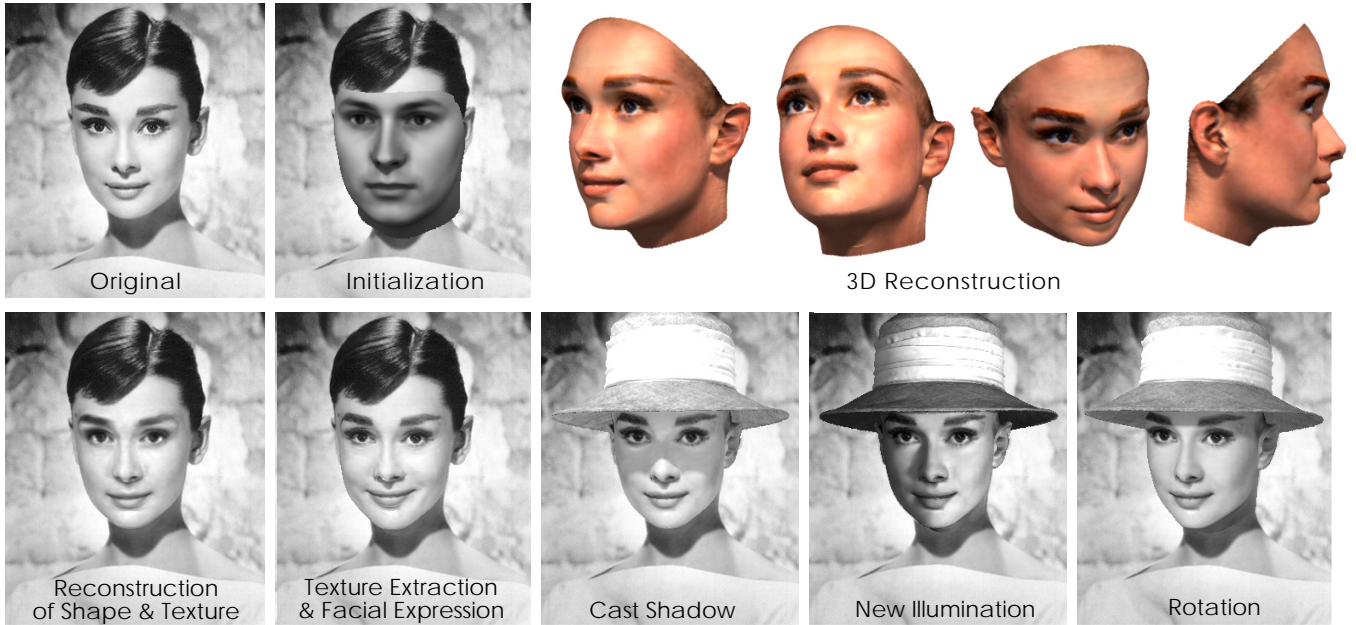 Original
Initialization
3D Reconstruction
Reconstruction
of Shape & Texture
Texture Extraction
& Facial Expression
Cast Shadow
New Illumination
Rotation